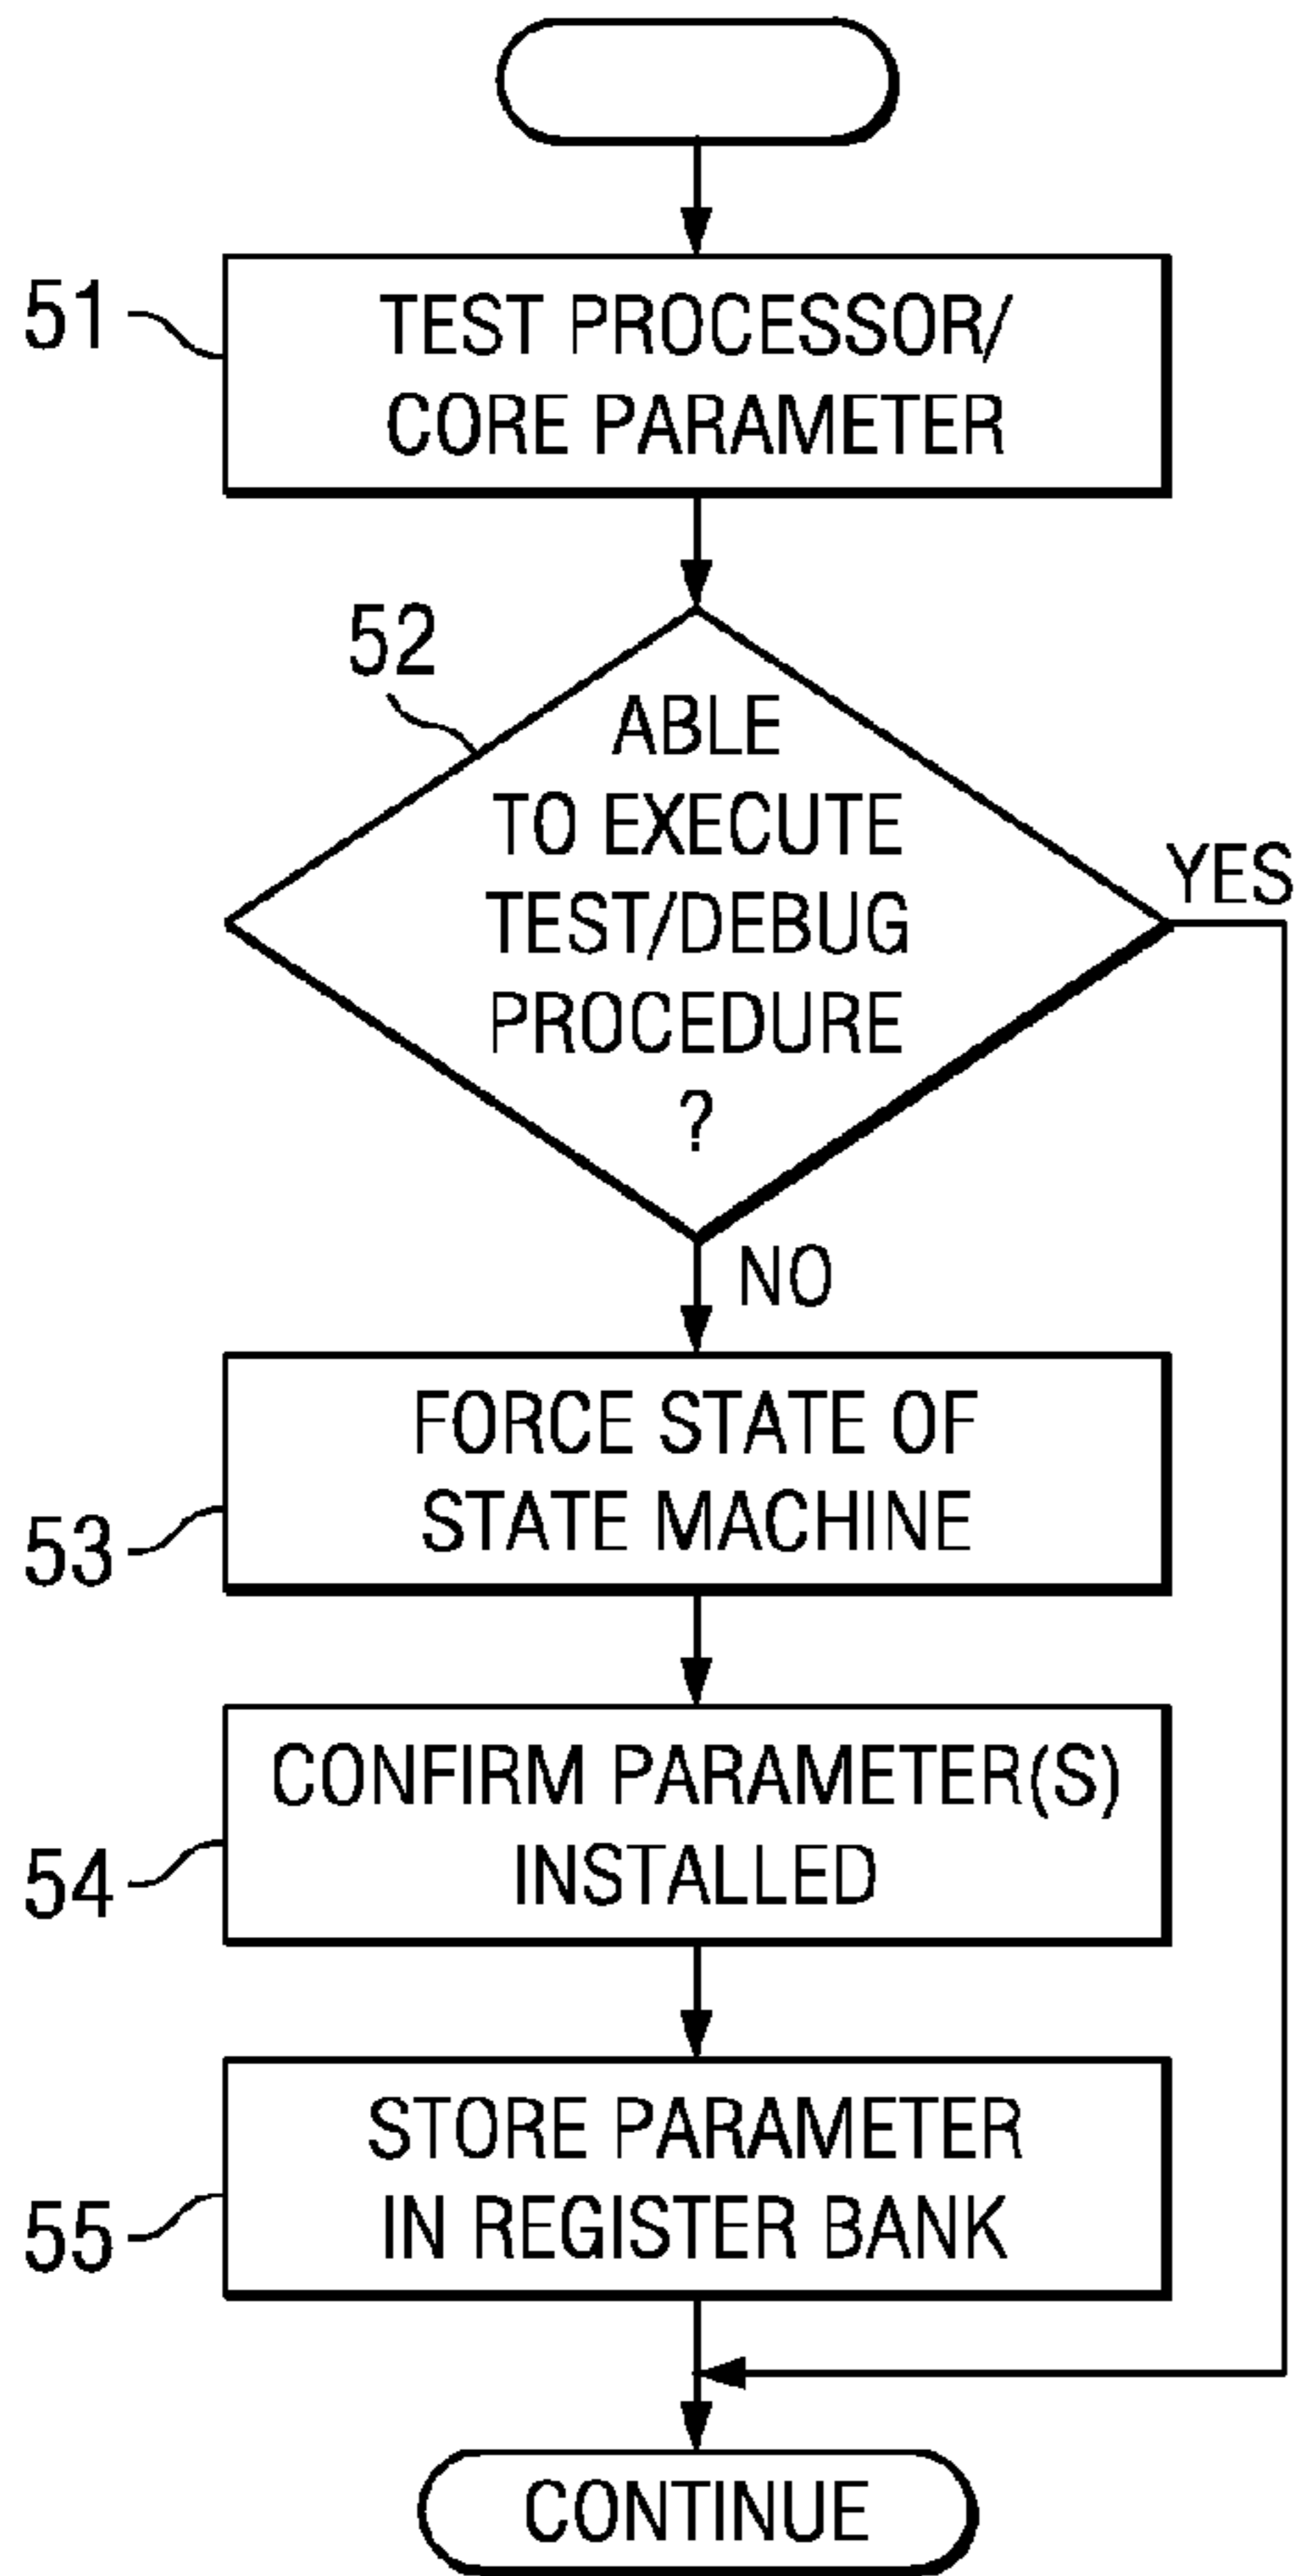 51
TEST PROCESSOR/
CORE PARAMETER
52
ABLE
TO EXECUTE
TEST/DEBUG
PROCEDURE
?
YES
NO
53
FORCE STATE OF
STATE MACHINE
54
CONFIRM PARAMETER(S)
INSTALLED
55
STORE PARAMETER
IN REGISTER BANK
CONTINUE